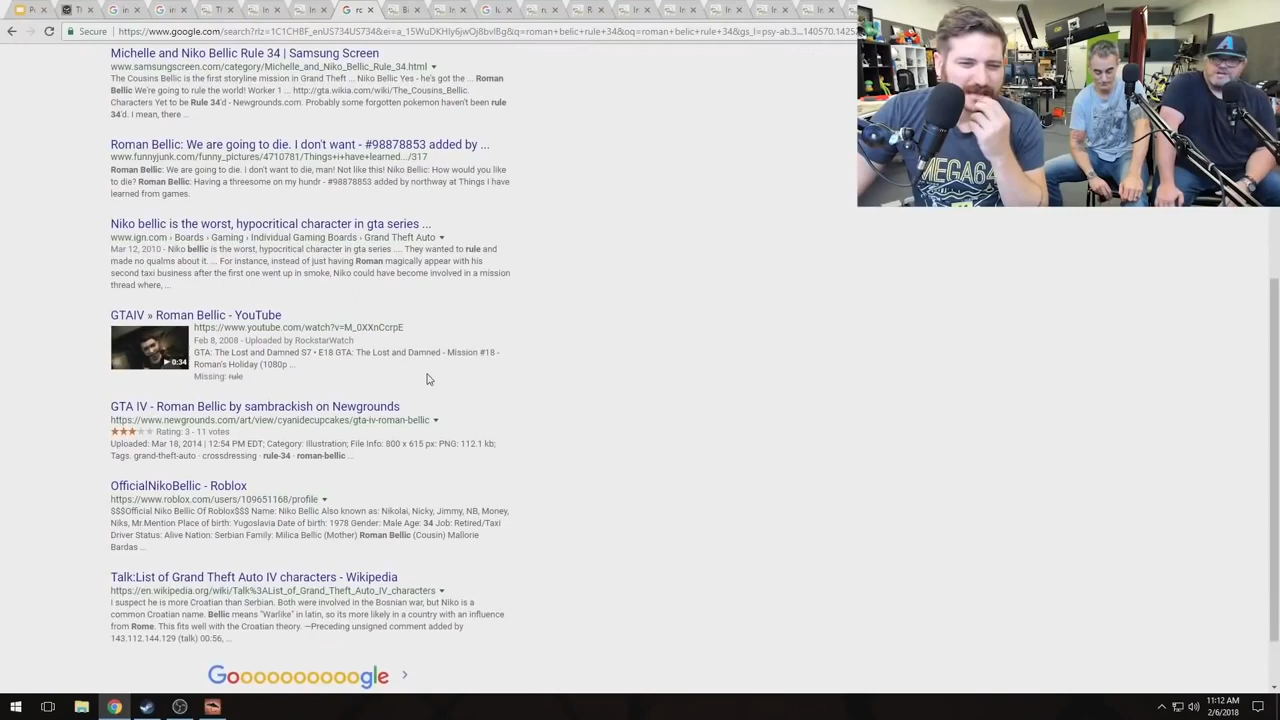 Secure
https://www.google.com/search?rlz=1C1CHBF_enUS734US734&ei=a_15WuDKHIy6jwOj8bvIBg&q=roman+belic+rule+34&oq=roman+belic+rule+34&gs_l=psy-ab.3...140570.1425
Michelle and Niko Bellic Rule 34 | Samsung Screen
www.samsungscreen.com/category/Michelle_and_Niko_Bellic_Rule_34.html
The Cousins Bellic is the first storyline mission in Grand Theft ... Niko Bellic Yes - he's got the ... Roman
Bellic We're going to rule the world! Worker 1 ... http://gta.wikia.com/wiki/The_Cousins_Bellic.
Characters Yet to be Rule 34'd - Newgrounds.com. Probably some forgotten pokemon haven't been rule
34'd. I mean, there ...
Roman Bellic: We are going to die. I don't want - #98878853 added by ...
www.funnyjunk.com/funny_pictures/4710781/Things+i+have+learned.../317
Roman Bellic: We are going to die. I don't want to die, man! Not like this! Niko Bellic: How would you like
to die? Roman Bellic: Having a threesome on my hundr - #98878853 added by northway at Things I have
learned from games.
Niko bellic is the worst, hypocritical character in gta series ...
www.ign.com › Boards › Gaming › Individual Gaming Boards › Grand Theft Auto
Mar 12, 2010 - Niko bellic is the worst, hypocritical character in gta series .... They wanted to rule and
made no qualms about it. ... For instance, instead of just having Roman magically appear with his
second taxi business after the first one went up in smoke, Niko could have become involved in a mission
thread where, ...
GTAIV » Roman Bellic - YouTube
https://www.youtube.com/watch?v=M_0XXnCcrpE
Feb 8, 2008 - Uploaded by RockstarWatch
GTA: The Lost and Damned S7 • E18 GTA: The Lost and Damned - Mission #18 -
Roman's Holiday (1080p ...
Missing: rule
0:34
GTA IV - Roman Bellic by sambrackish on Newgrounds
https://www.newgrounds.com/art/view/cyanidecupcakes/gta-iv-roman-bellic
Rating: 3 - 11 votes
Uploaded: Mar 18, 2014 | 12:54 PM EDT; Category: Illustration; File Info: 800 x 615 px: PNG: 112.1 kb;
Tags. grand-theft-auto · crossdressing · rule-34 · roman-bellic ...
OfficialNikoBellic - Roblox
https://www.roblox.com/users/109651168/profile
$$$Official Niko Bellic Of Roblox$$$ Name: Niko Bellic Also known as: Nikolai, Nicky, Jimmy, NB, Money,
Niks, Mr.Mention Place of birth: Yugoslavia Date of birth: 1978 Gender: Male Age: 34 Job: Retired/Taxi
Driver Status: Alive Nation: Serbian Family: Milica Bellic (Mother) Roman Bellic (Cousin) Mallorie
Bardas ...
Talk:List of Grand Theft Auto IV characters - Wikipedia
https://en.wikipedia.org/wiki/Talk%3AList_of_Grand_Theft_Auto_IV_characters
I suspect he is more Croatian than Serbian. Both were involved in the Bosnian war, but Niko is a
common Croatian name. Bellic means "Warlike" in latin, so its more likely in a country with an influence
from Rome. This fits well with the Croatian theory. —Preceding unsigned comment added by
143.112.144.129 (talk) 00:56, ...
Goooooooooogle
MEGA64
11:12 AM
2/6/2018